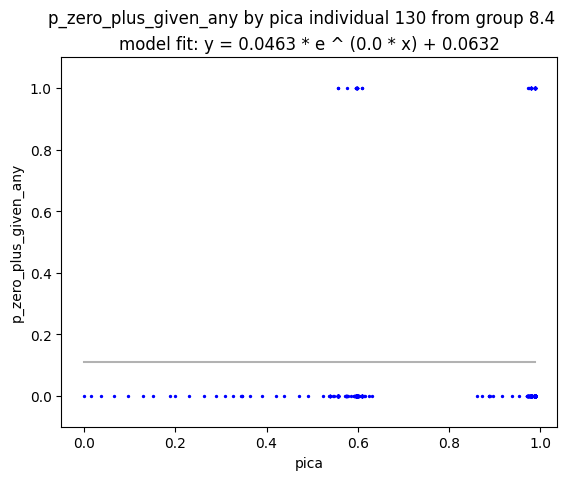 p_zero_plus_given_any by pica individual 130 from group 8.4
model fit: y = 0.0463 * e ^ (0.0 * x) + 0.0632
p_zero_plus_given_any
1.0
0.8
0.6
0.4
0.2
0.0
0.0 0.2 0.4 0.6 0.8 1.0
pica